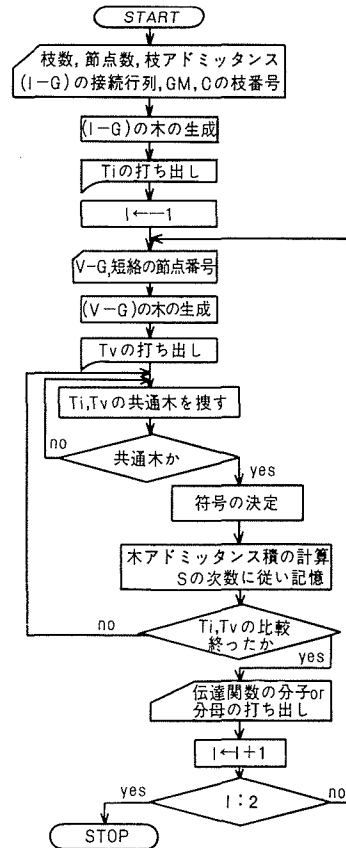 START
枝数, 節点数, 枝アドミッタンス
(I-G)の接続行列, GM, Cの枝番号
(I-G)の木の生成
Tiの打ち出し
I←1
V-G,短絡の節点番号
(V-G)の木の生成
Tvの打ち出し
Ti,Tvの共通木を捜す
no
共通木か
yes
符号の決定
木アドミッタンス積の計算
Sの次数に従い記憶
no
Ti,Tvの比較
終ったか
yes
伝達関数の分子or
分母の打ち出し
I←I+1
yes
I:2
no
STOP